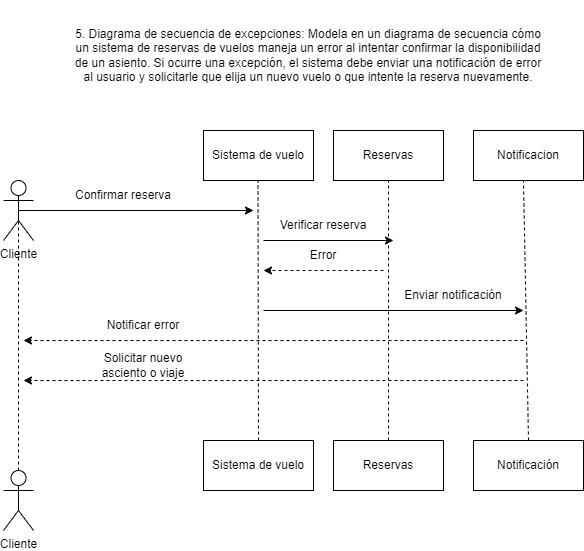 5. Diagrama de secuencia de excepciones: Modela en un diagrama de secuencia cómo
un sistema de reservas de vuelos maneja un error al intentar confirmar la disponibilidad
de un asiento. Si ocurre una excepción, el sistema debe enviar una notificación de error
al usuario y solicitarle que elija un nuevo vuelo o que intente la reserva nuevamente.
Sistema de vuelo
Reservas
Notificacion
Confirmar reserva
Verificar reserva
Cliente
Error
Enviar notificación
Notificar error
Solicitar nuevo
asciento o viaje
Sistema de vuelo
Reservas
Notificación
Cliente